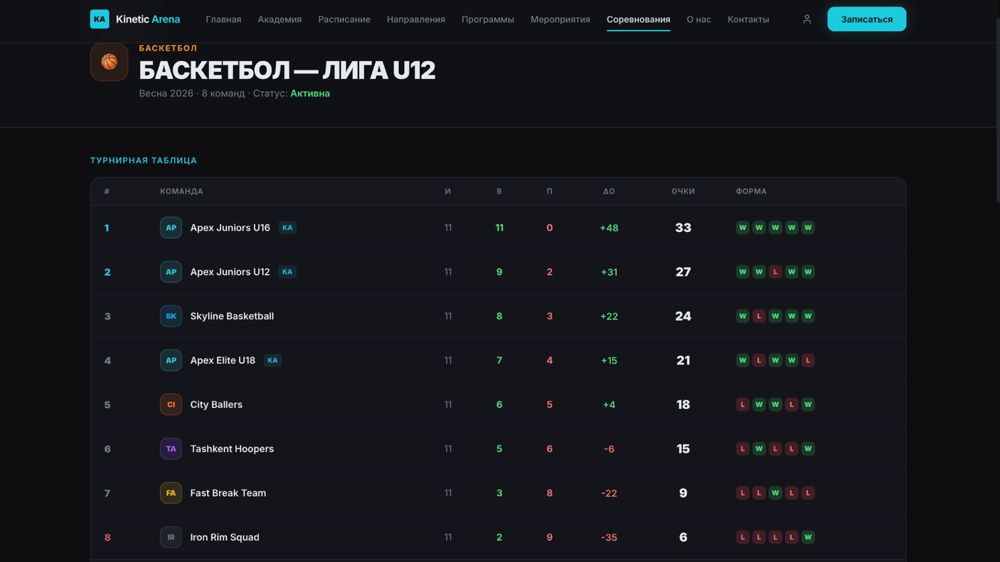 KA Kinetic Arena Главная Академия Расписание Направления Программы Мероприятия Соревнования О нас Контакты Записаться
БАСКЕТБОЛ
БАСКЕТБОЛ — ЛИГА U12
Весна 2026 · 8 команд · Статус: Активна
ТУРНИРНАЯ ТАБЛИЦА
# КОМАНДА И В П ΔО ОЧКИ ФОРМА
1 AP Apex Juniors U16 KA 11 11 0 +48 33 W W W W W
2 AP Apex Juniors U12 KA 11 9 2 +31 27 W W L W W
3 SK Skyline Basketball 11 8 3 +22 24 W L W W W
4 AP Apex Elite U18 KA 11 7 4 +15 21 W L W W L
5 CI City Ballers 11 6 5 +4 18 L W W L W
6 TA Tashkent Hoopers 11 5 6 -6 15 L W L L W
7 FA Fast Break Team 11 3 8 -22 9 L L W L L
8 IR Iron Rim Squad 11 2 9 -35 6 L L L L W